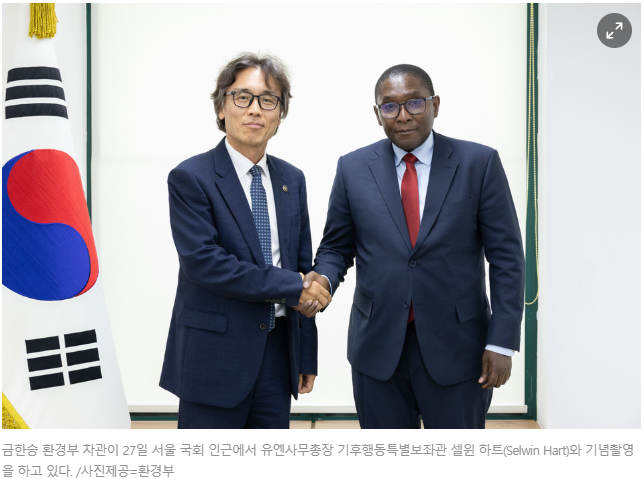 금한승 환경부 차관이 27일 서울 국회 인근에서 유엔사무총장 기후행동특별보좌관 셀윈 하트(Selwin Hart)와 기념촬영
을 하고 있다. /사진제공=환경부